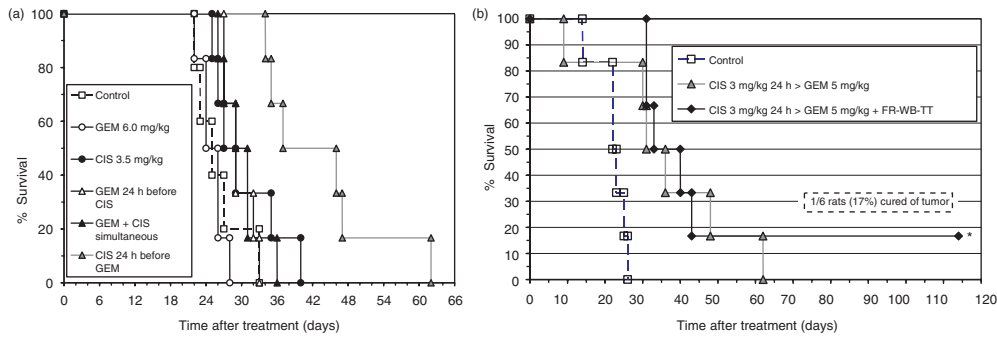 (a)
100
80
60
40
20
0
% Survival
Control
GEM 6.0 mg/kg
CIS 3.5 mg/kg
GEM 24 h before
CIS
GEM + CIS
simultaneous
CIS 24 h before
GEM
0 6 12 18 24 30 36 42 48 54 60 66
Time after treatment (days)
(b)
100
90
80
70
60
50
40
30
20
10
0
% Survival
Control
CIS 3 mg/kg 24 h > GEM 5 mg/kg
CIS 3 mg/kg 24 h > GEM 5 mg/kg + FR-WB-TT
1/6 rats (17%) cured of tumor
*
0 10 20 30 40 50 60 70 80 90 100 110 120
Time after treatment (days)